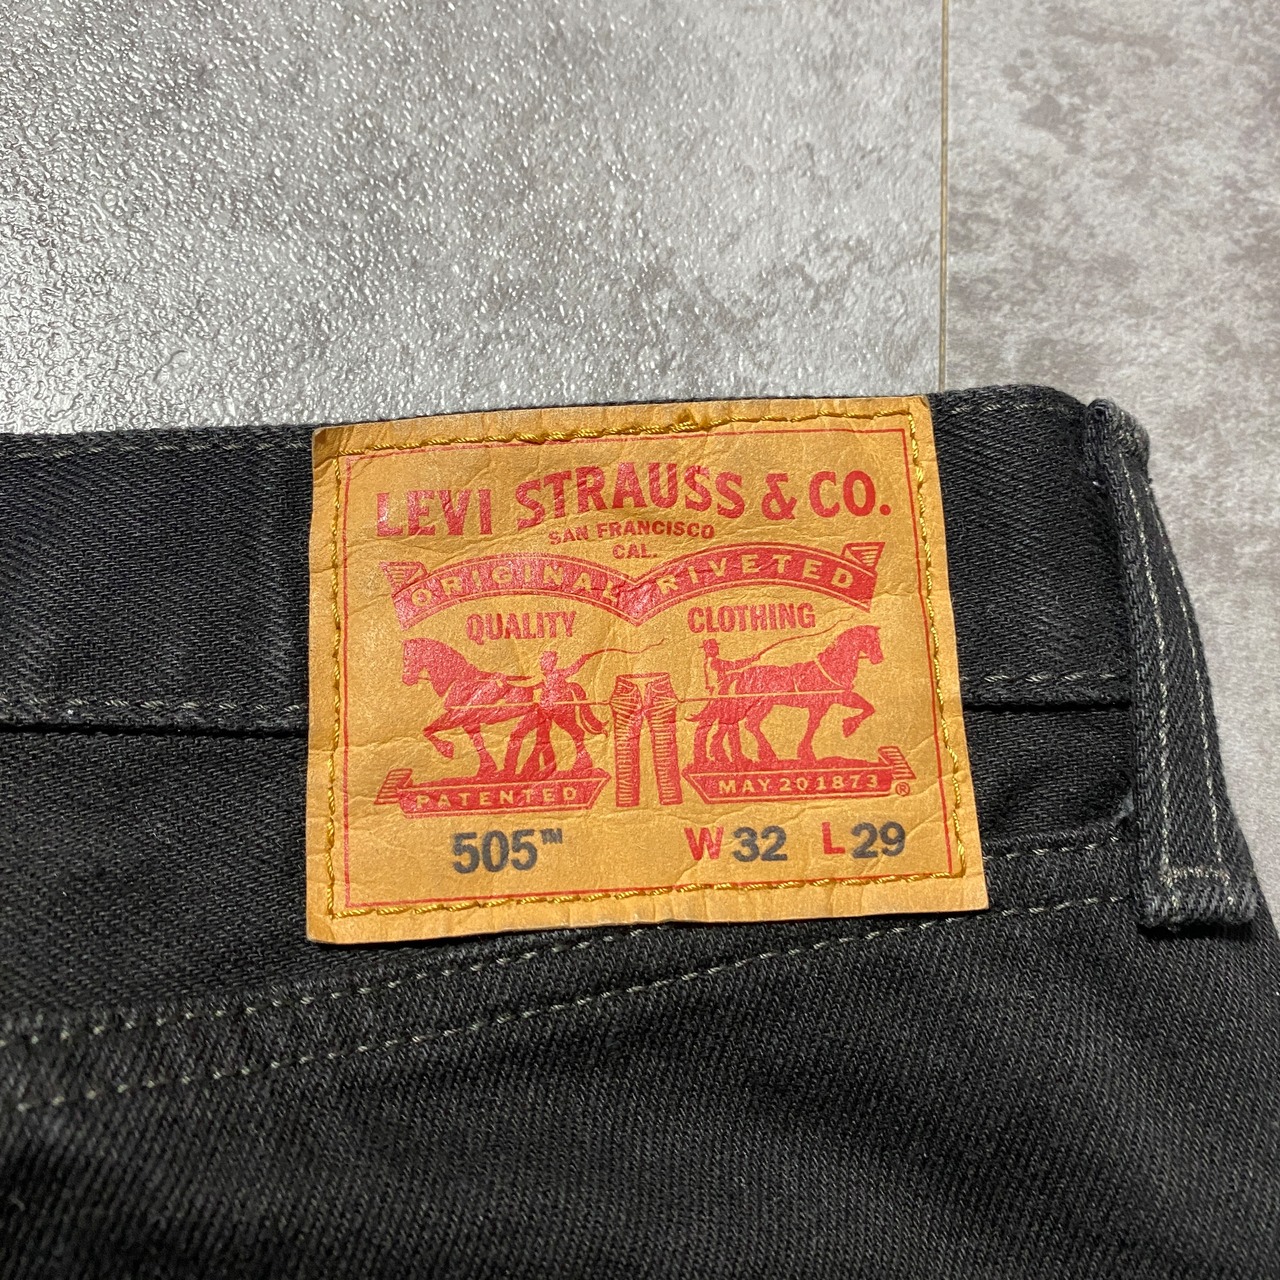 LEVI STRAUSS & CO.
SAN FRANCISCO
CAL.
ORIGINAL RIVETED
QUALITY CLOTHING
PATENTED MAY 20 1873 ®
505™ W 32 L 29